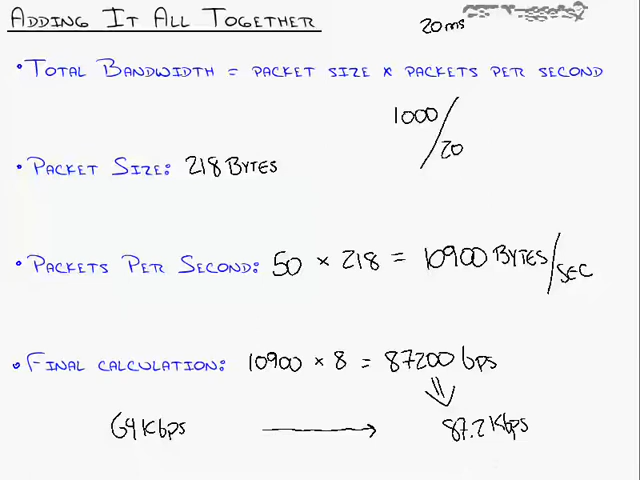 Adding It All Together
20ms
• Total Bandwidth = packet size x packets per second
1000/20
• Packet Size: 218 Bytes
• Packets Per Second: 50 x 218 = 10900 Bytes/Sec
• Final calculation: 10900 x 8 = 87200 bps
⇓
64Kbps → 87.2Kbps